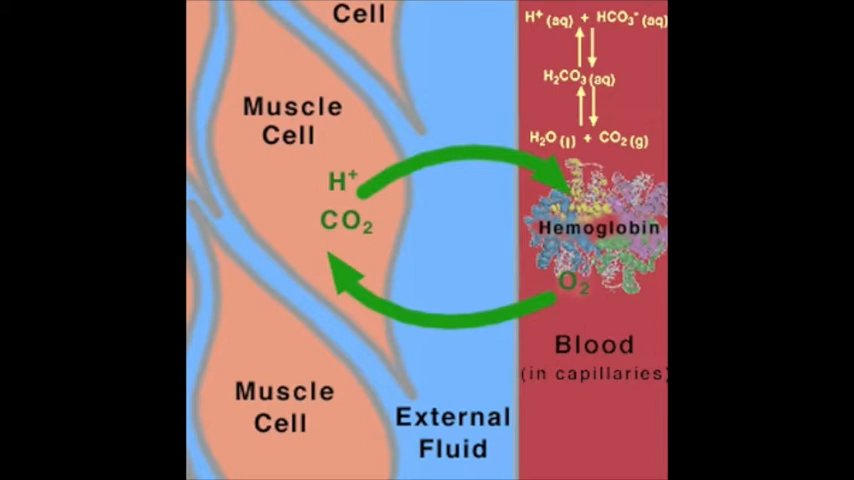 Cell
H⁺ (aq) + HCO₃⁻ (aq)
H₂CO₃ (aq)
H₂O (l) + CO₂ (g)
Muscle
Cell
H⁺
CO₂
Hemoglobin
O₂
Blood
(in capillaries)
Muscle
Cell
External
Fluid